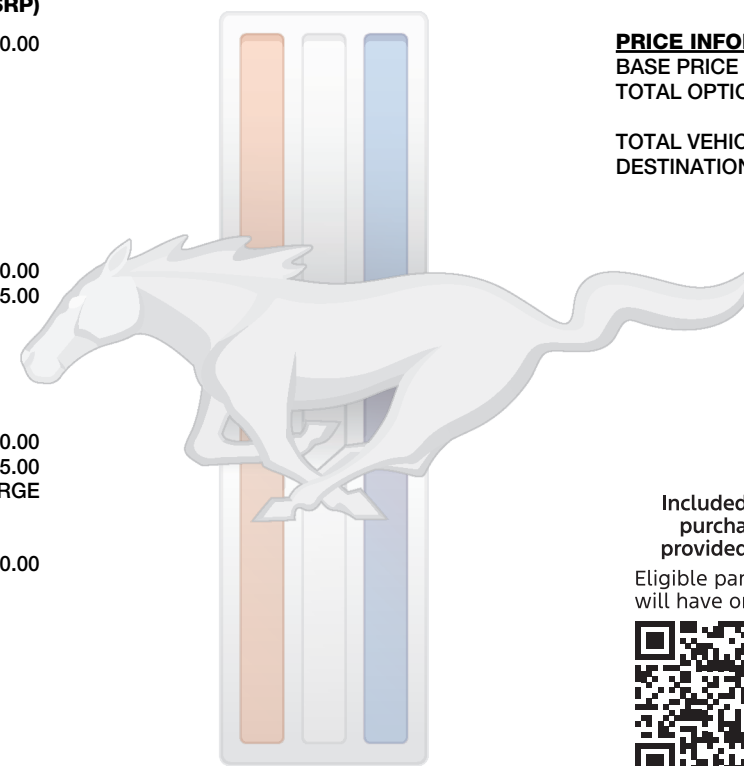 SRP)
0.00
0.00
5.00
0.00
5.00
RGE
0.00
PRICE INFO
BASE PRICE
TOTAL OPTIO
TOTAL VEHIC
DESTINATION
Included
purcha
provided
Eligible par
will have o